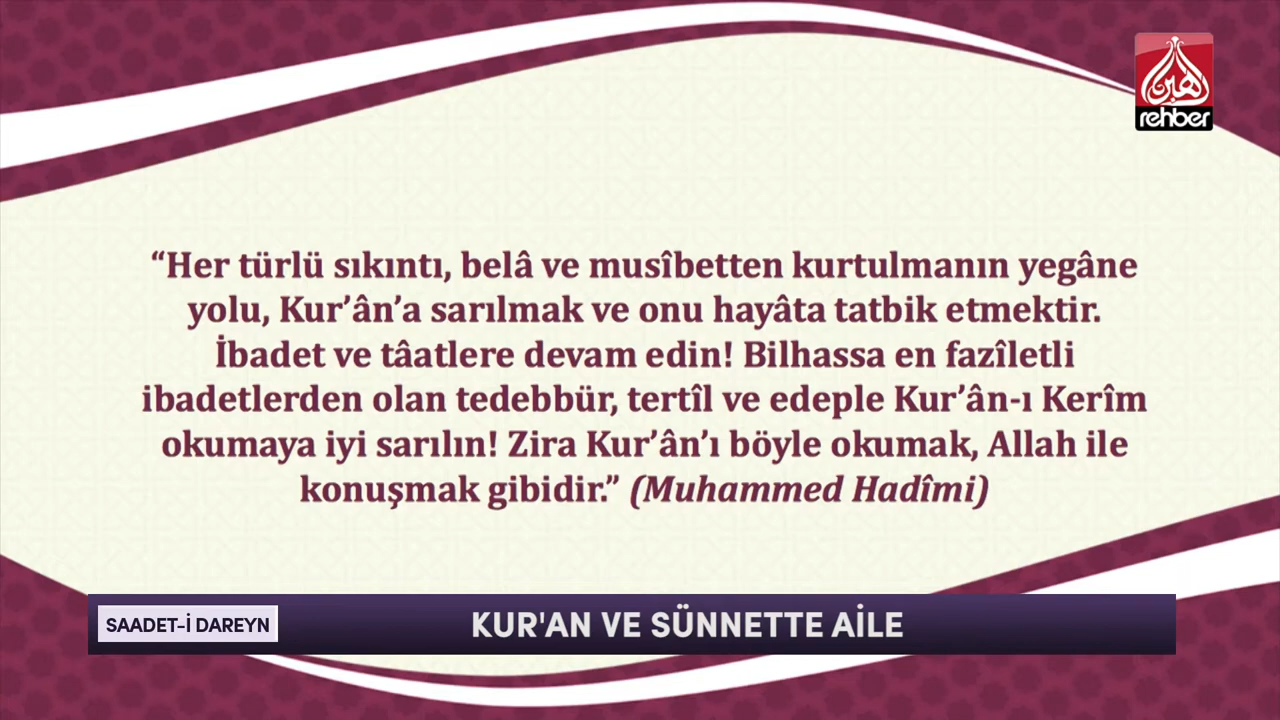 rehber
“Her türlü sıkıntı, belâ ve musîbetten kurtulmanın yegâne
yolu, Kur’ân’a sarılmak ve onu hayâta tatbik etmektir.
İbadet ve tâatlere devam edin! Bilhassa en fazîletli
ibadetlerden olan tedebbür, tertîl ve edeple Kur’ân-ı Kerîm
okumaya iyi sarılın! Zira Kur’ân’ı böyle okumak, Allah ile
konuşmak gibidir.” (Muhammed Hadîmi)
SAADET-İ DAREYN
KUR'AN VE SÜNNETTE AİLE